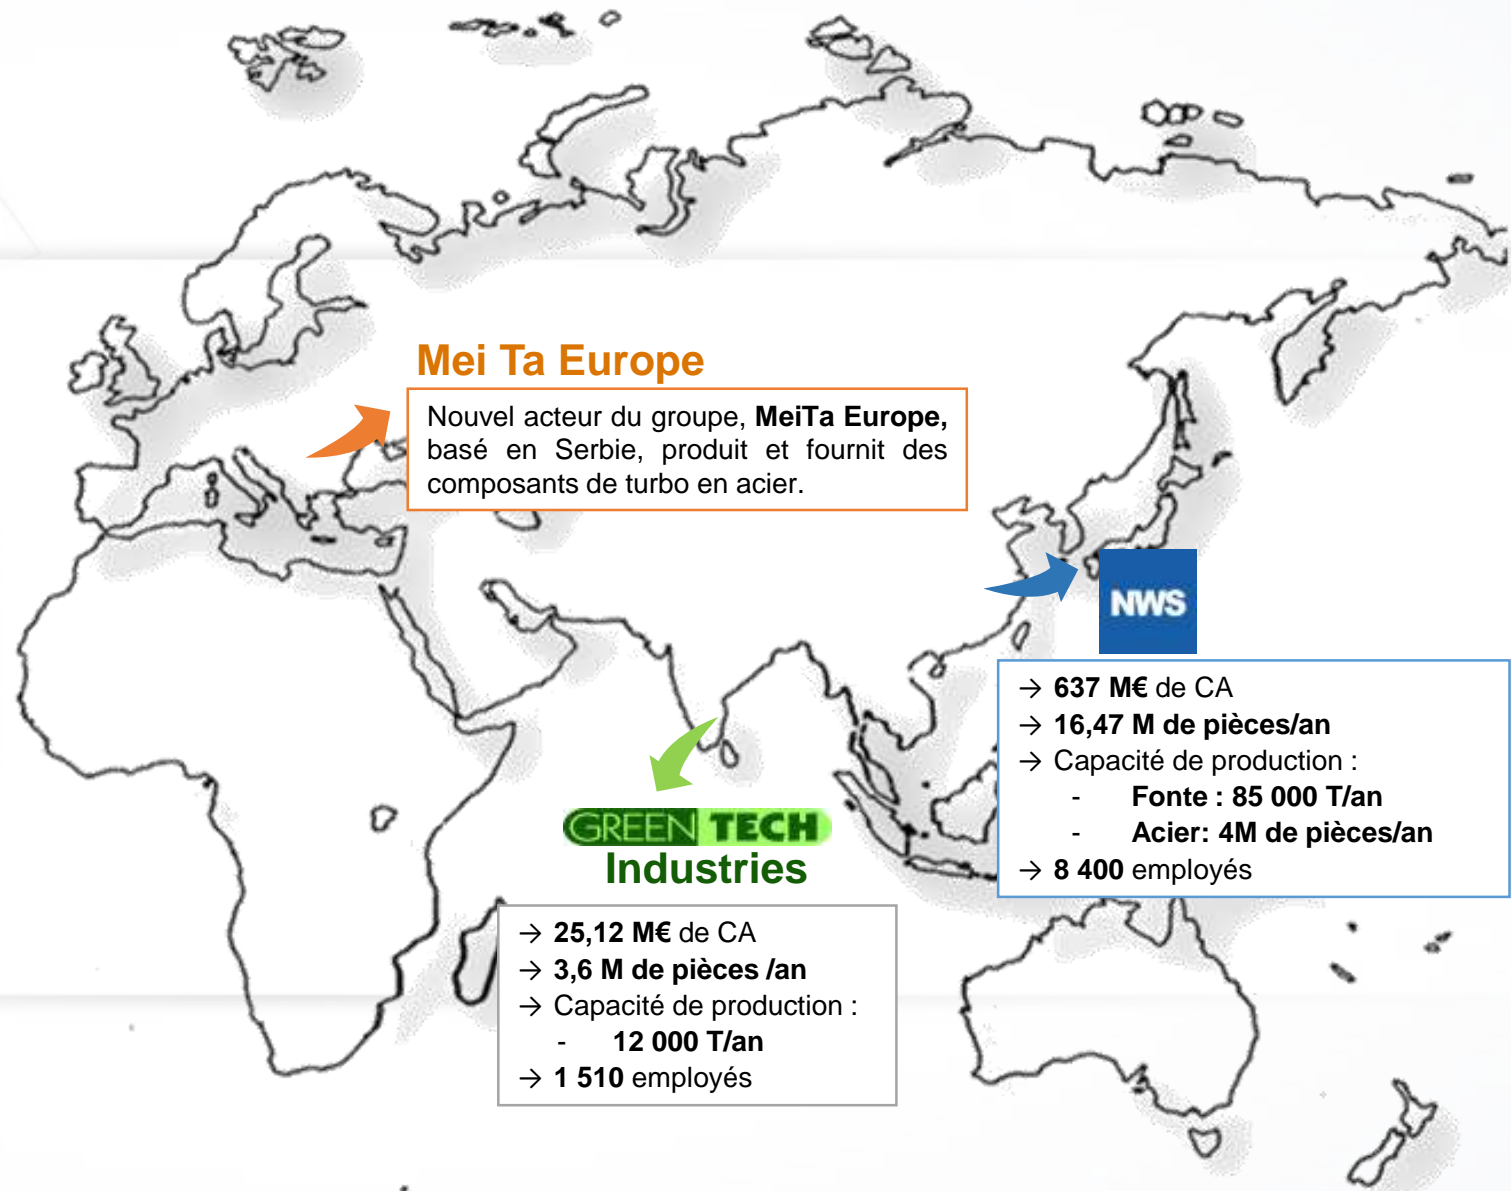 Mei Ta Europe
Nouvel acteur du groupe, MeiTa Europe,
basé en Serbie, produit et fournit des
composants de turbo en acier.
NWS
→ 637 M€ de CA
→ 16,47 M de pièces/an
→ Capacité de production :
- Fonte : 85 000 T/an
- Acier: 4M de pièces/an
→ 8 400 employés
GREEN TECH
Industries
→ 25,12 M€ de CA
→ 3,6 M de pièces /an
→ Capacité de production :
- 12 000 T/an
→ 1 510 employés